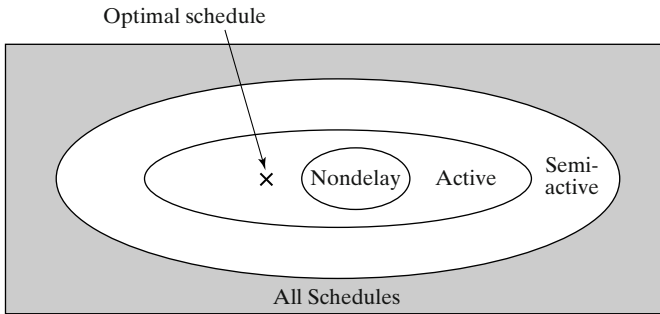 Optimal schedule
Nondelay
Active
Semi-
active
All Schedules